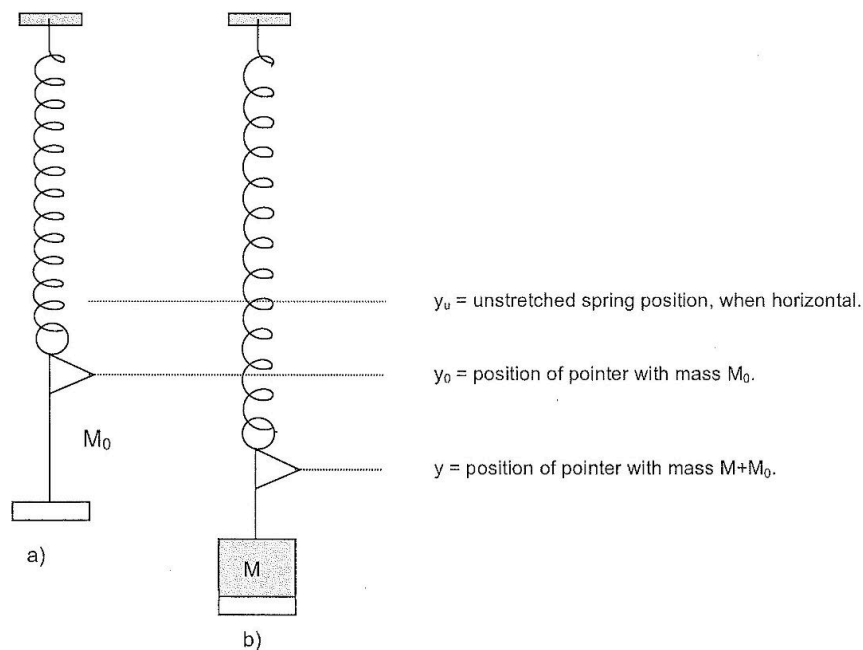 yᵤ = unstretched spring position, when horizontal.
y₀ = position of pointer with mass M₀.
M₀
y = position of pointer with mass M+M₀.
a)
M
b)